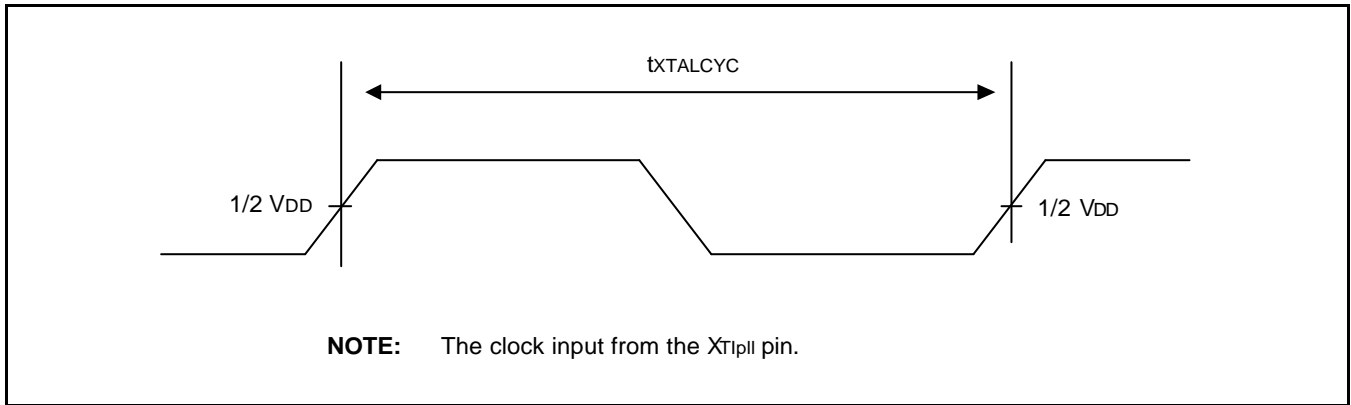 tXTALCYC
1/2 VDD
1/2 VDD
NOTE: The clock input from the XTIpll pin.